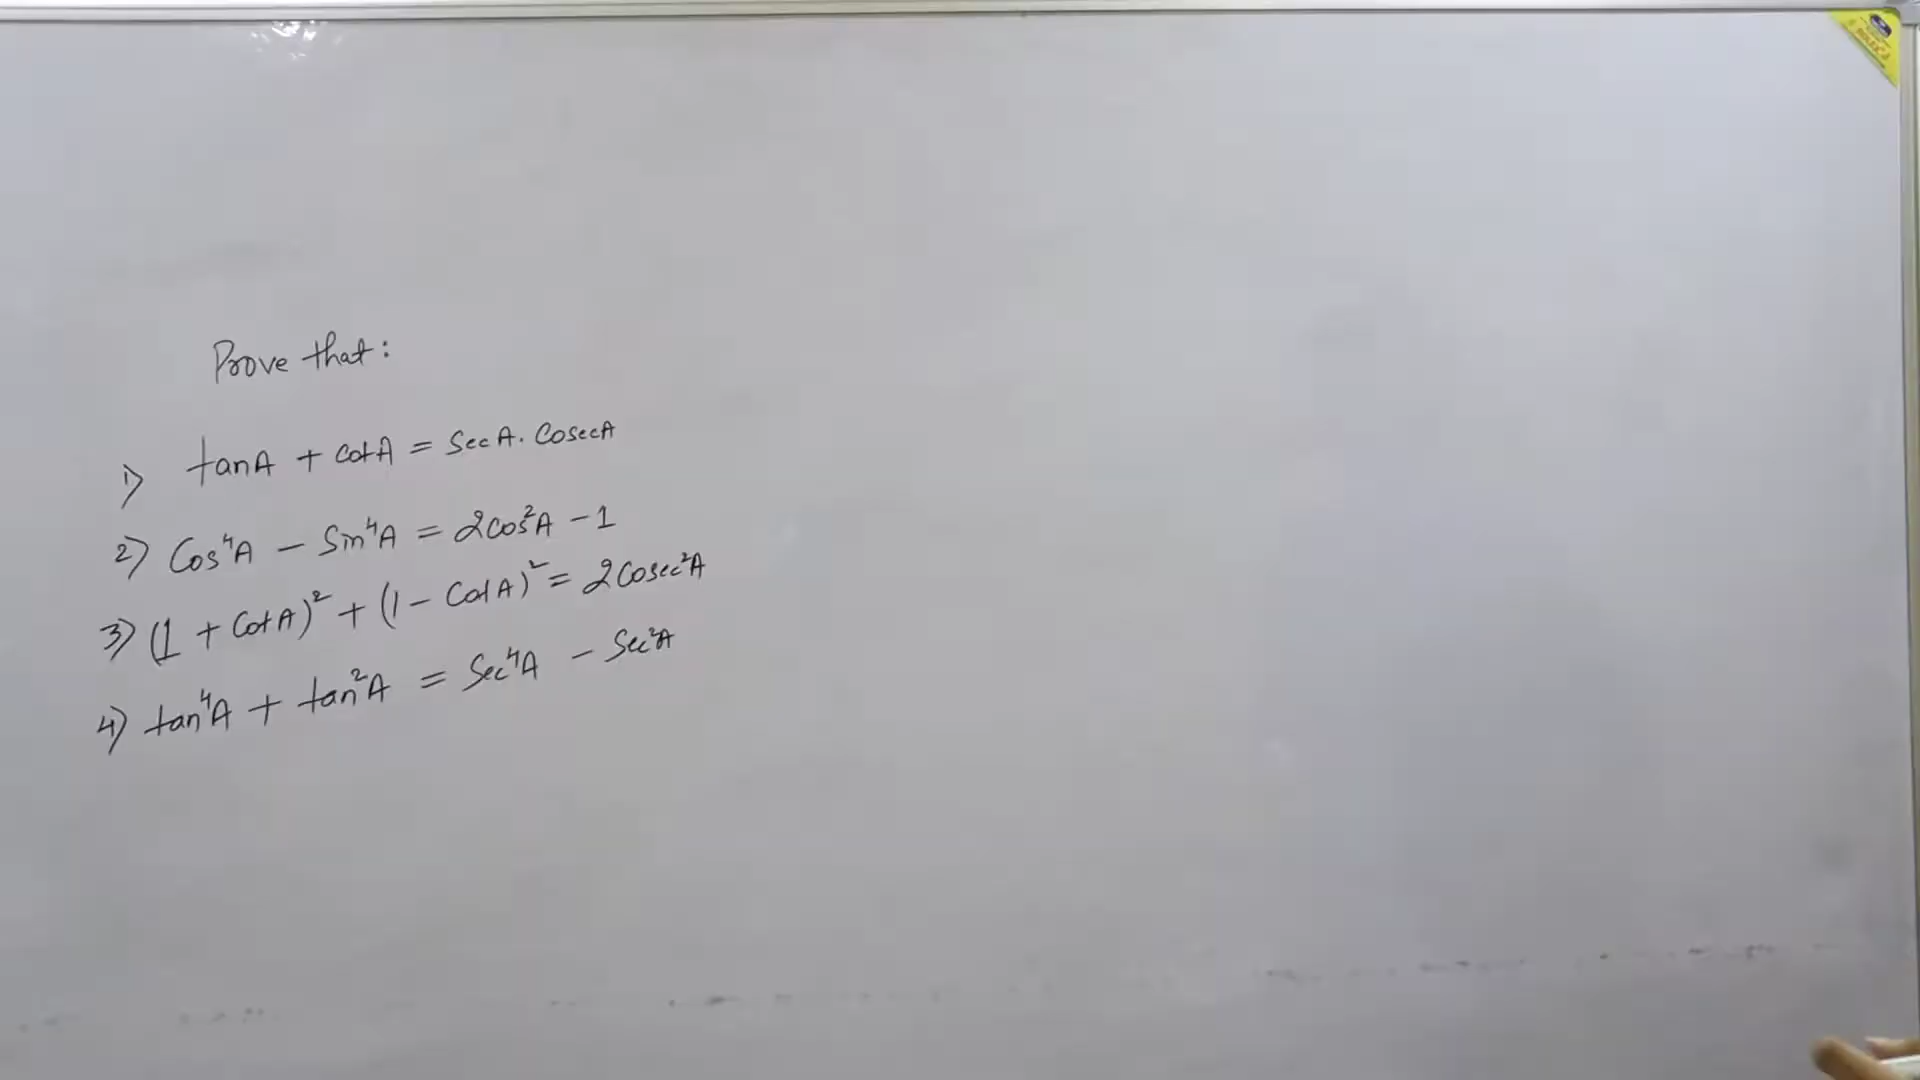 Prove that:
1) tanA + cotA = SecA . CosecA
2) Cos⁴A − Sin⁴A = 2cos²A − 1
3) (1 + CotA)² + (1 − CotA)² = 2Cosec²A
4) tan⁴A + tan²A = Sec⁴A − Sec²A